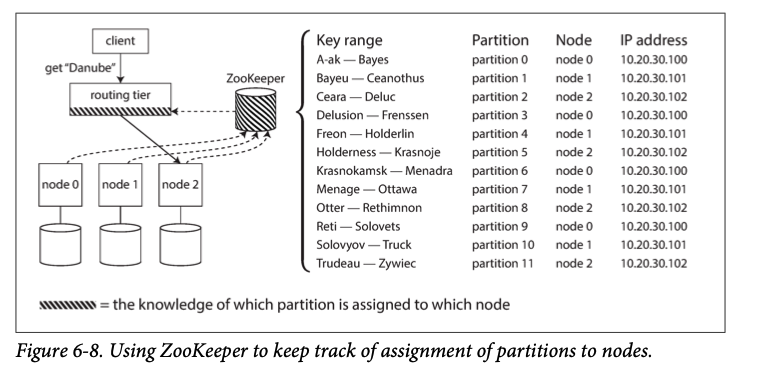 client
get “Danube”
routing tier
ZooKeeper
node 0 node 1 node 2
Key range Partition Node IP address
A-ak — Bayes partition 0 node 0 10.20.30.100
Bayeu — Ceanothus partition 1 node 1 10.20.30.101
Ceara — Deluc partition 2 node 2 10.20.30.102
Delusion — Frenssen partition 3 node 0 10.20.30.100
Freon — Holderlin partition 4 node 1 10.20.30.101
Holderness — Krasnoje partition 5 node 2 10.20.30.102
Krasnokamsk — Menadra partition 6 node 0 10.20.30.100
Menage — Ottawa partition 7 node 1 10.20.30.101
Otter — Rethimnon partition 8 node 2 10.20.30.102
Reti — Solovets partition 9 node 0 10.20.30.100
Solovyov — Truck partition 10 node 1 10.20.30.101
Trudeau — Zywiec partition 11 node 2 10.20.30.102
= the knowledge of which partition is assigned to which node
Figure 6-8. Using ZooKeeper to keep track of assignment of partitions to nodes.